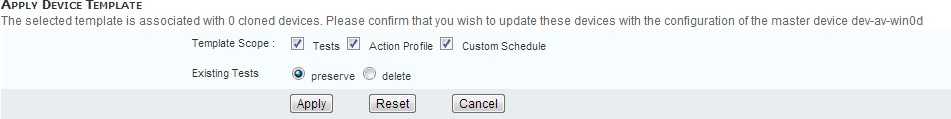 APPLY DEVICE TEMPLATE
The selected template is associated with 0 cloned devices. Please confirm that you wish to update these devices with the configuration of the master device dev-av-win0d
Template Scope : Tests Action Profile Custom Schedule
Existing Tests preserve delete
Apply Reset Cancel